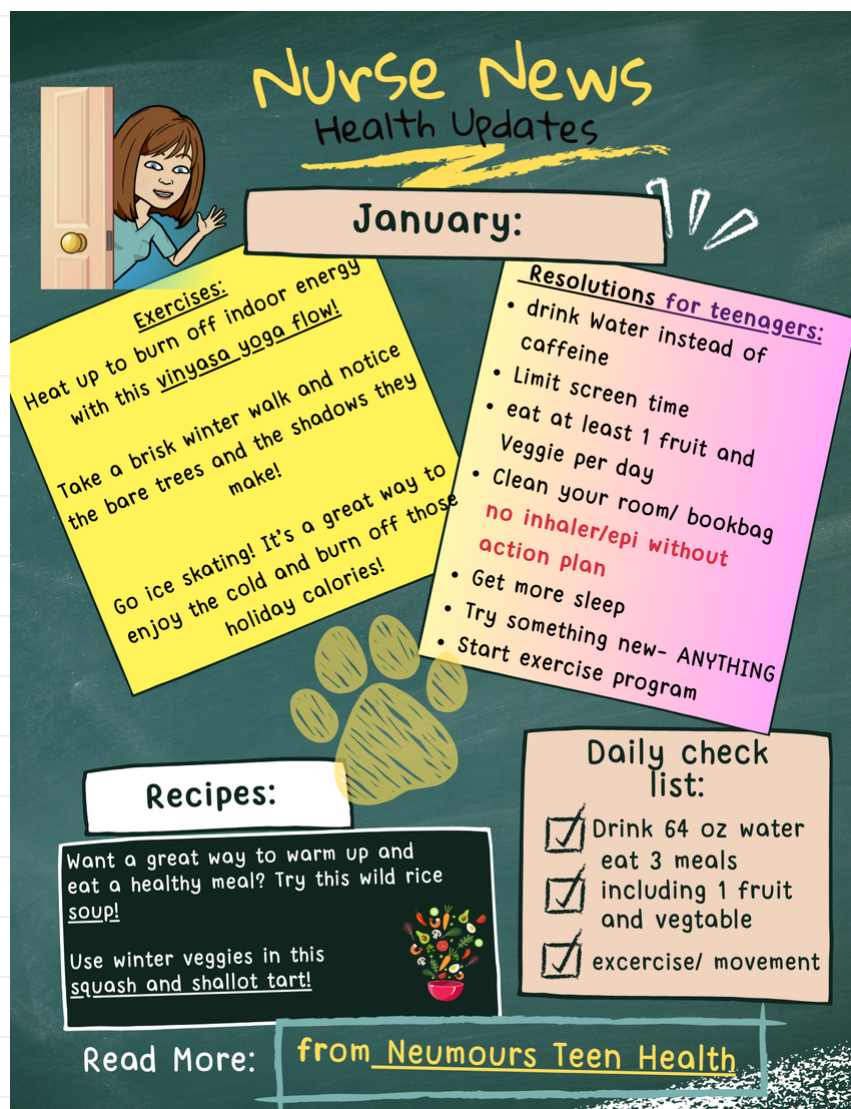 Nurse News
Health Updates
January:
Exercises:
Heat up to burn off indoor energy
with this vinyasa yoga flow!
Take a brisk winter walk and notice
the bare trees and the shadows they
make!
Go ice skating! It's a great way to
enjoy the cold and burn off those
holiday calories!
Resolutions for teenagers:
• drink Water instead of
caffeine
• Limit screen time
• eat at least 1 fruit and
Veggie per day
• Clean your room/ bookbag
no inhaler/epi without
action plan
• Get more sleep
• Try something new- ANYTHING
• Start exercise program
Recipes:
Want a great way to warm up and
eat a healthy meal? Try this wild rice
soup!
Use winter veggies in this
squash and shallot tart!
Daily check
list:
Drink 64 oz water
eat 3 meals
including 1 fruit
and vegtable
excercise/ movement
Read More:
from Neumours Teen Health